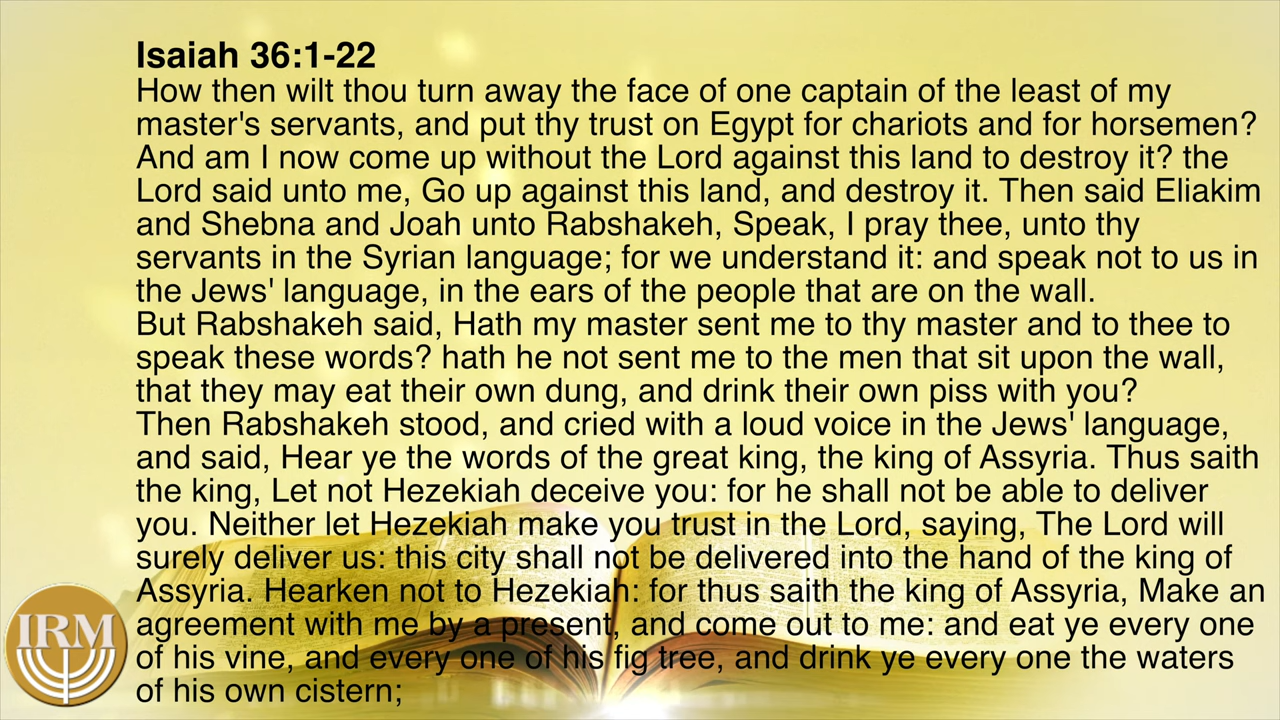 Isaiah 36:1-22
How then wilt thou turn away the face of one captain of the least of my
master's servants, and put thy trust on Egypt for chariots and for horsemen?
And am I now come up without the Lord against this land to destroy it? the
Lord said unto me, Go up against this land, and destroy it. Then said Eliakim
and Shebna and Joah unto Rabshakeh, Speak, I pray thee, unto thy
servants in the Syrian language; for we understand it: and speak not to us in
the Jews' language, in the ears of the people that are on the wall.
But Rabshakeh said, Hath my master sent me to thy master and to thee to
speak these words? hath he not sent me to the men that sit upon the wall,
that they may eat their own dung, and drink their own piss with you?
Then Rabshakeh stood, and cried with a loud voice in the Jews' language,
and said, Hear ye the words of the great king, the king of Assyria. Thus saith
the king, Let not Hezekiah deceive you: for he shall not be able to deliver
you. Neither let Hezekiah make you trust in the Lord, saying, The Lord will
surely deliver us: this city shall not be delivered into the hand of the king of
Assyria. Hearken not to Hezekiah: for thus saith the king of Assyria, Make an
agreement with me by a present, and come out to me: and eat ye every one
of his vine, and every one of his fig tree, and drink ye every one the waters
of his own cistern;
IRM